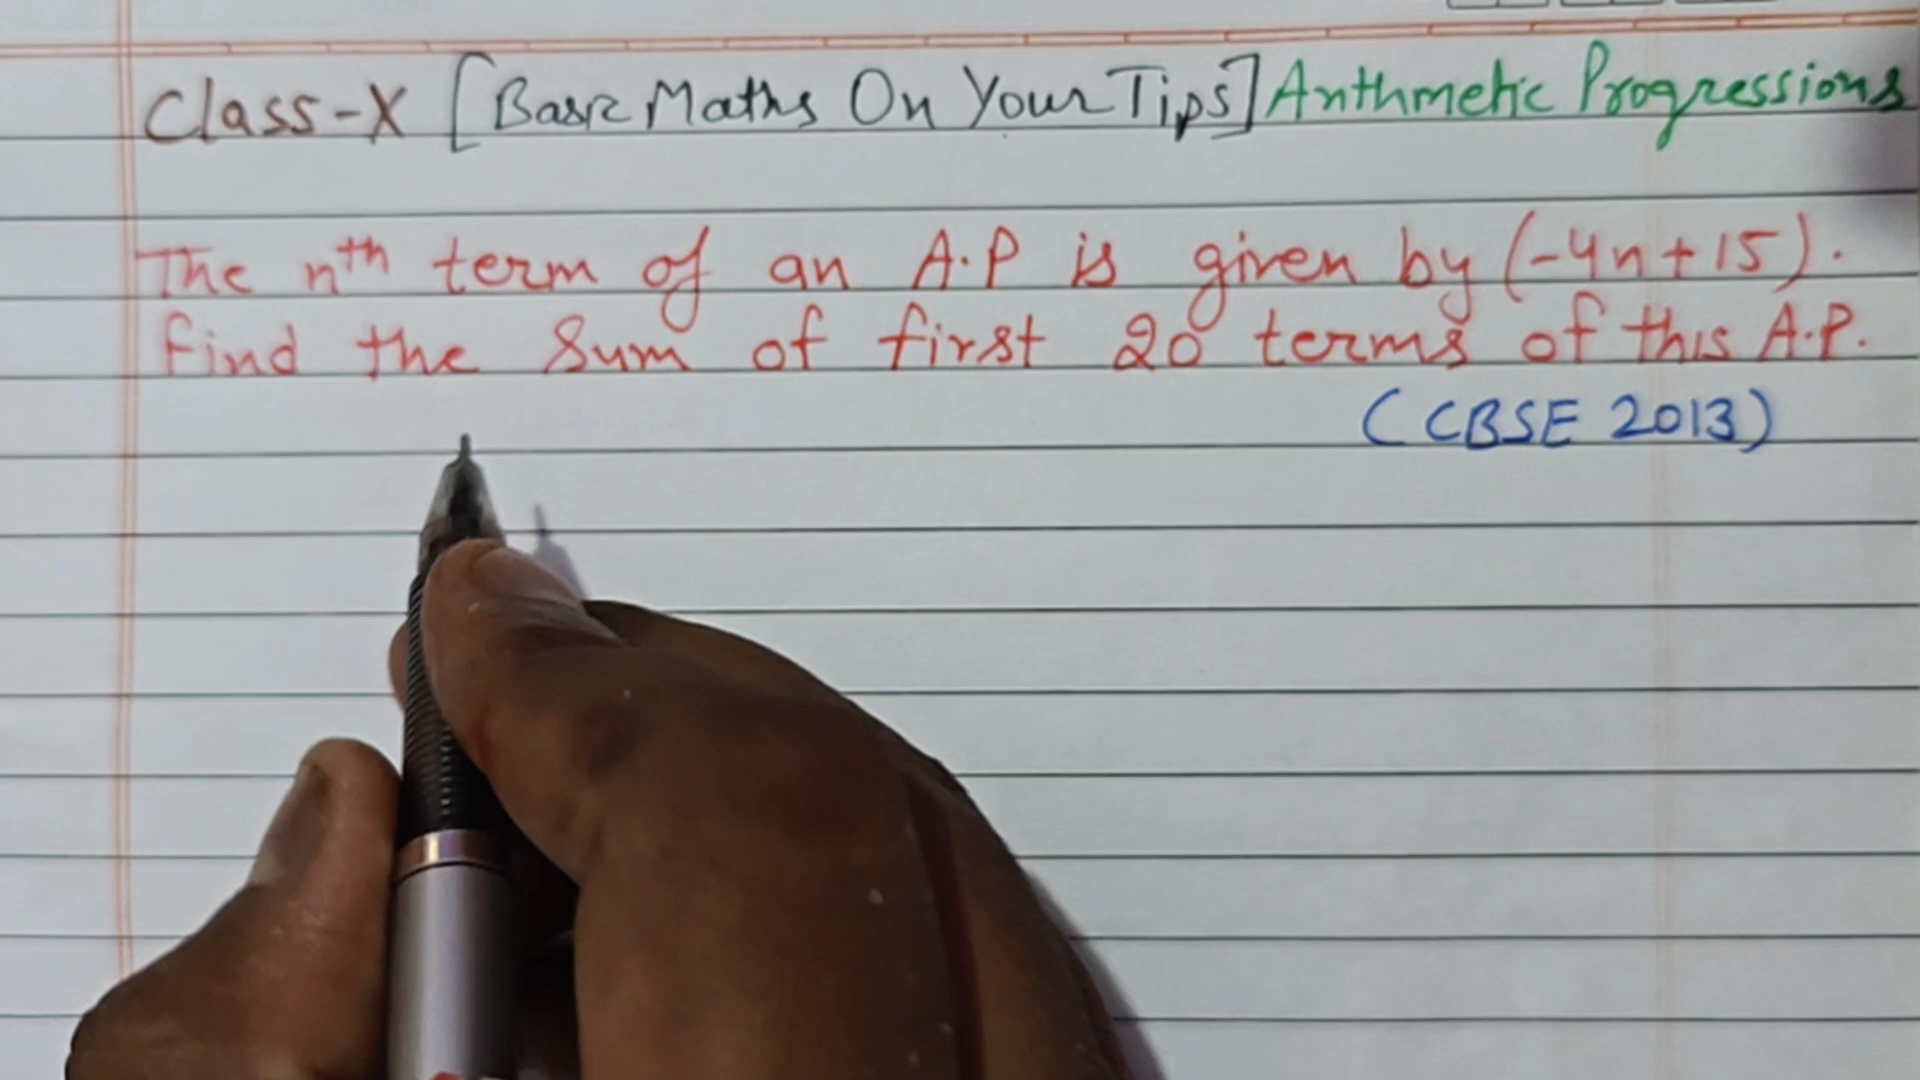 Class-X [Basic Maths On Your Tips] Arithmetic Progressions
The nth term of an A.P is given by (-4n+15).
Find the Sum of first 20 terms of this A.P.
(CBSE 2013)